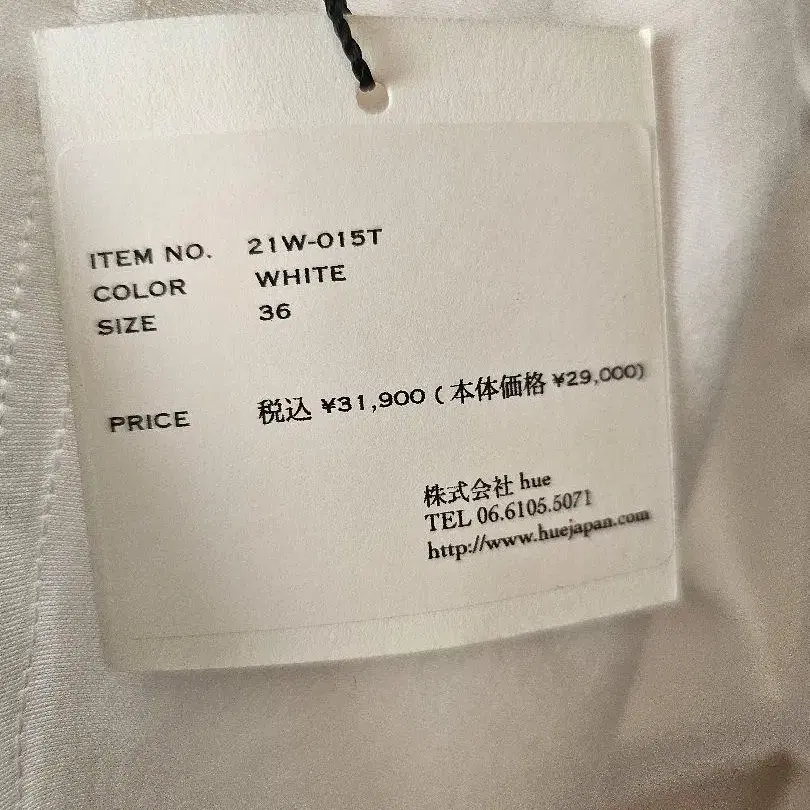 ITEM NO. 21W-015T
COLOR WHITE
SIZE 36
PRICE 税込 ¥31,900 (本体価格 ¥29,000)
株式会社 hue
TEL 06.6105.5071
http://www.huejapan.com